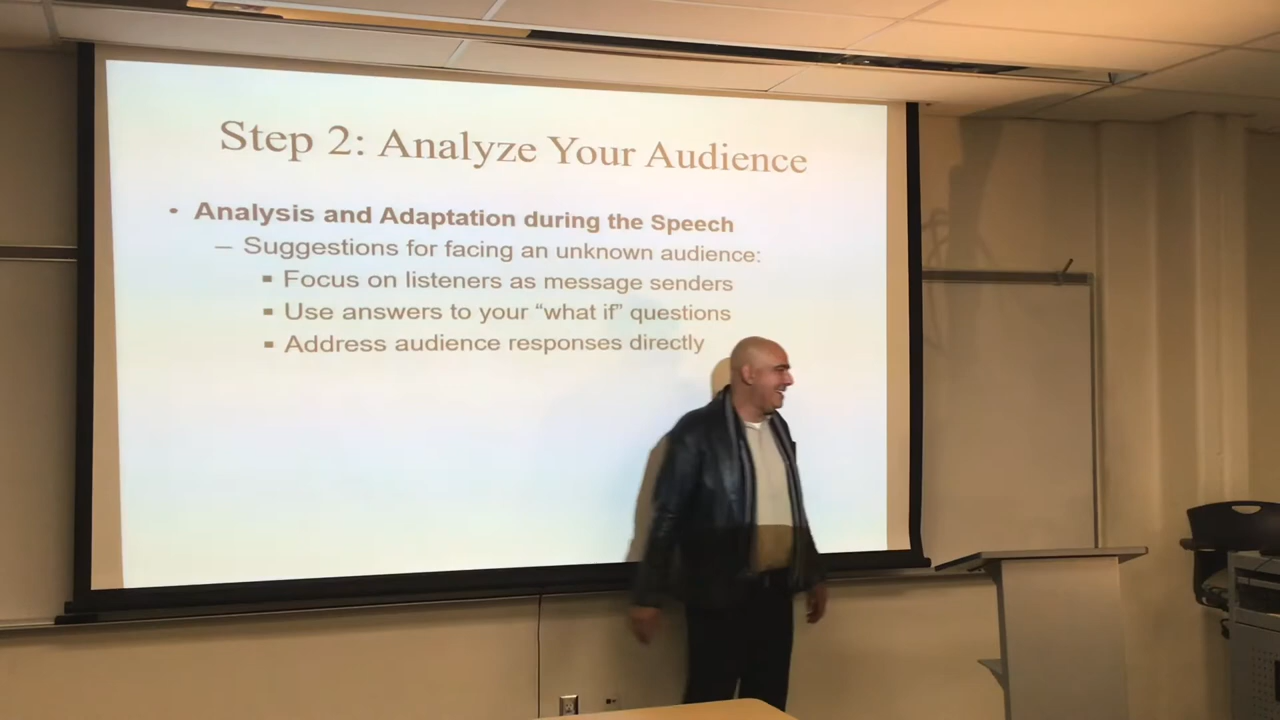 Step 2: Analyze Your Audience
• Analysis and Adaptation during the Speech
– Suggestions for facing an unknown audience:
▪ Focus on listeners as message senders
▪ Use answers to your “what if” questions
▪ Address audience responses directly